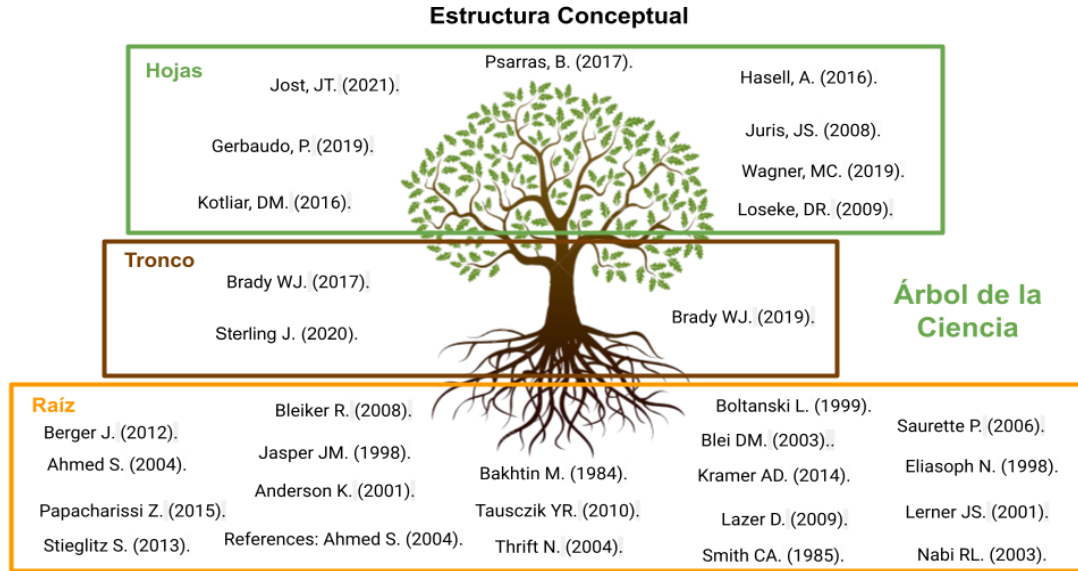 Estructura Conceptual
Hojas
Psarras, B. (2017).
Jost, JT. (2021).
Hasell, A. (2016).
Gerbaudo, P. (2019).
Juris, JS. (2008).
Wagner, MC. (2019).
Kotliar, DM. (2016).
Loseke, DR. (2009).
Tronco
Brady WJ. (2017).
Sterling J. (2020).
Brady WJ. (2019).
Árbol de la
Ciencia
Raíz
Berger J. (2012).
Ahmed S. (2004).
Papacharissi Z. (2015).
Stieglitz S. (2013).
Bleiker R. (2008).
Jasper JM. (1998).
Anderson K. (2001).
References: Ahmed S. (2004).
Bakhtin M. (1984).
Tausczik YR. (2010).
Thrift N. (2004).
Boltanski L. (1999).
Blei DM. (2003)..
Kramer AD. (2014).
Lazer D. (2009).
Smith CA. (1985).
Saurette P. (2006).
Eliasoph N. (1998).
Lerner JS. (2001).
Nabi RL. (2003).